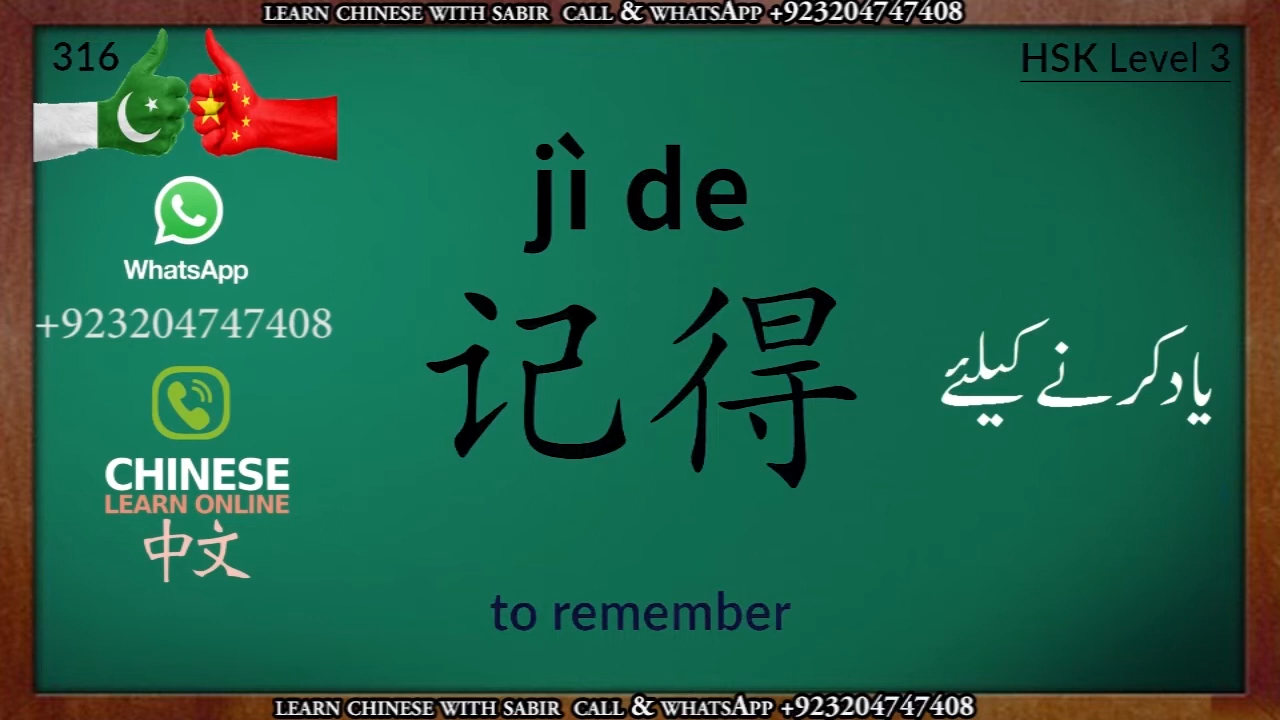 LEARN CHINESE WITH SABIR CALL & WHATSAPP +923204747408
316
HSK Level 3
jì de
WhatsApp
+923204747408
记得
یاد کرنے کیلئے
CHINESE
LEARN ONLINE
中文
to remember
LEARN CHINESE WITH SABIR CALL & WHATSAPP +923204747408